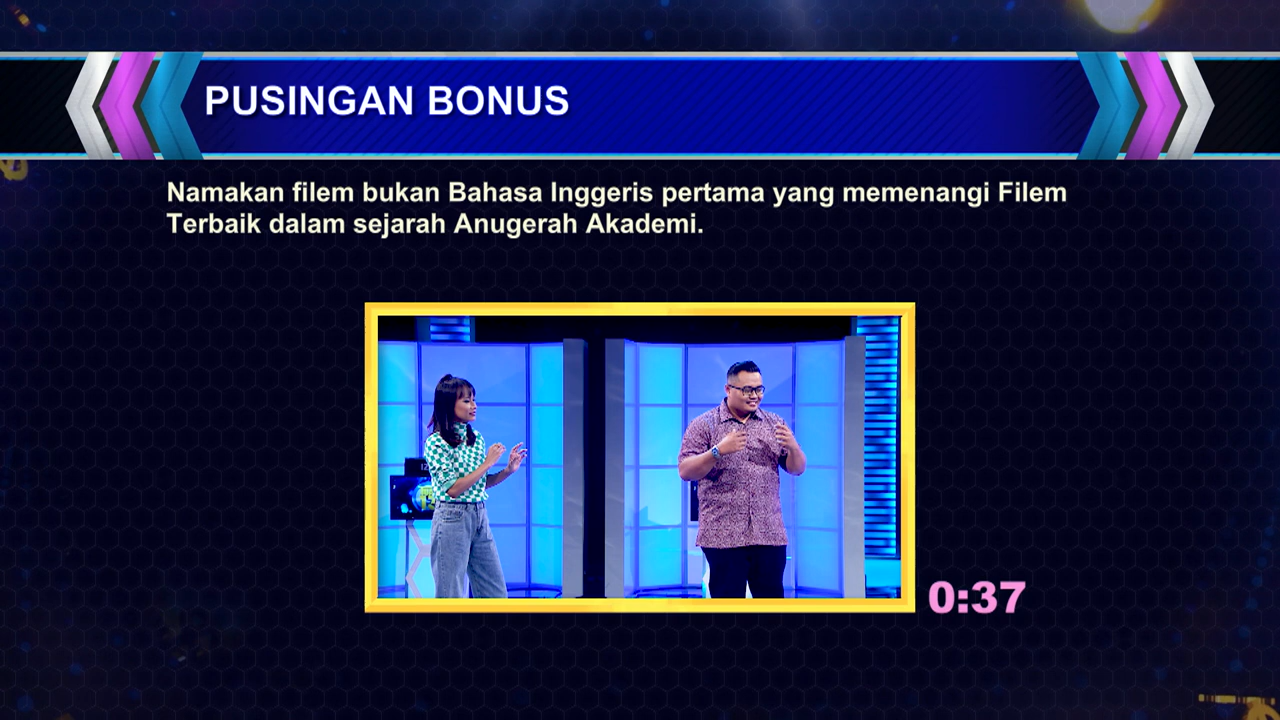 PUSINGAN BONUS
Namakan filem bukan Bahasa Inggeris pertama yang memenangi Filem
Terbaik dalam sejarah Anugerah Akademi.
0:37